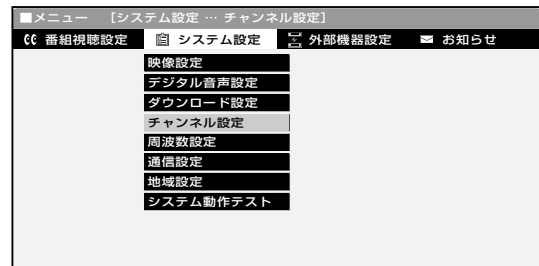 ■メニュー [システム設定 … チャンネル設定]
番組視聴設定 システム設定 外部機器設定 お知らせ
映像設定
デジタル音声設定
ダウンロード設定
チャンネル設定
周波数設定
通信設定
地域設定
システム動作テスト